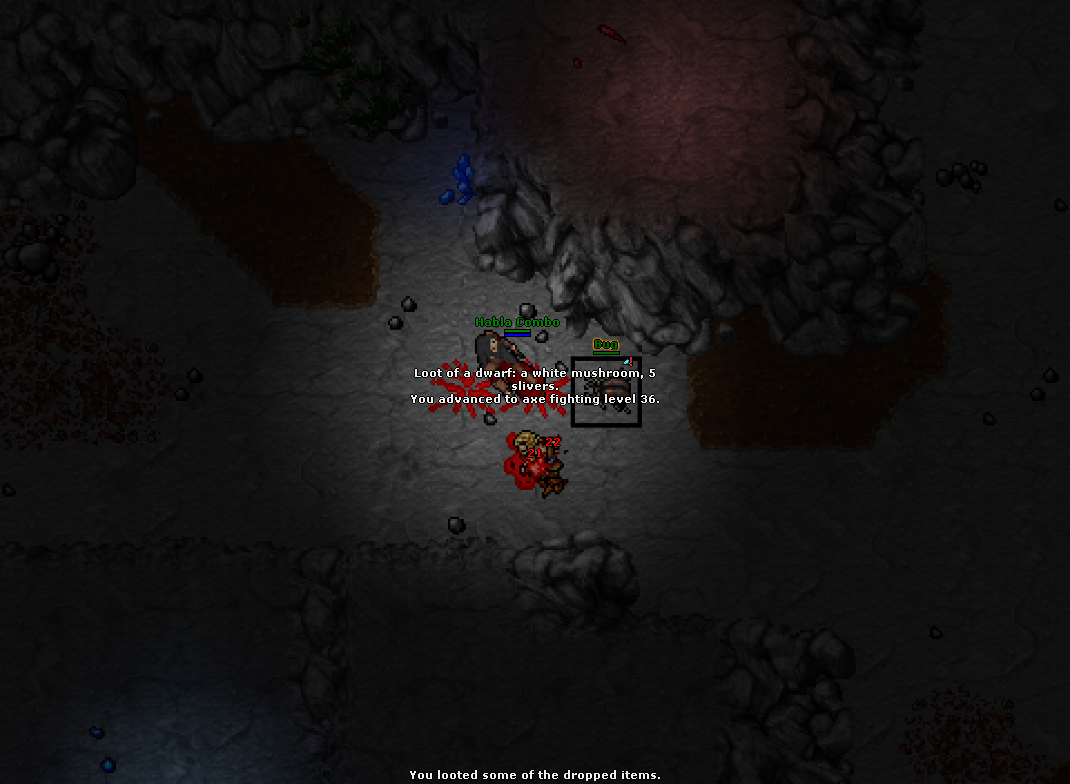 Habla Combo
Bug
Loot of a dwarf: a white mushroom, 5
slivers.
You advanced to axe fighting level 36.
22
21
You looted some of the dropped items.